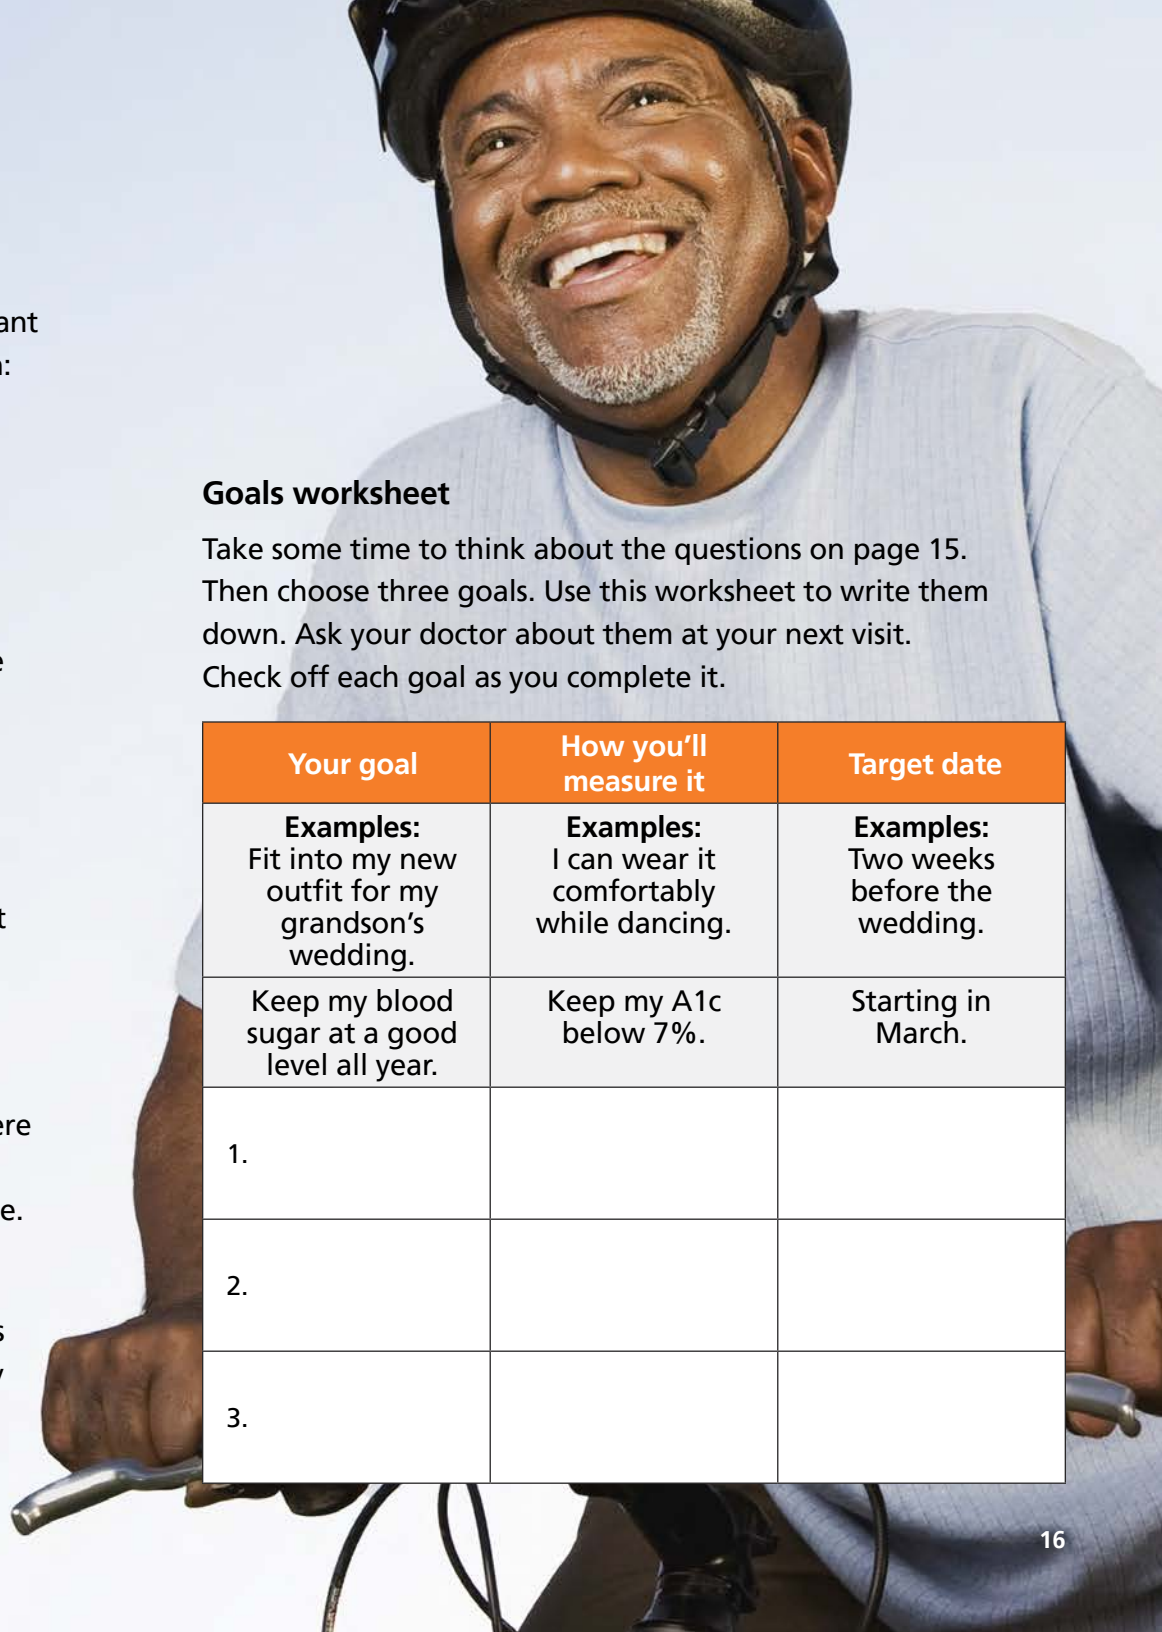 ant
:
Goals worksheet
Take some time to think about the questions on page 15.
Then choose three goals. Use this worksheet to write them
down. Ask your doctor about them at your next visit.
Check off each goal as you complete it.
e
Your goal
How you’ll
measure it
Target date
Examples:
Fit into my new
outfit for my
grandson’s
wedding.
Examples:
I can wear it
comfortably
while dancing.
Examples:
Two weeks
before the
wedding.
t
Keep my blood
sugar at a good
level all year.
Keep my A1c
below 7%.
Starting in
March.
ere
1.
e.
2.
s
y
3.
16